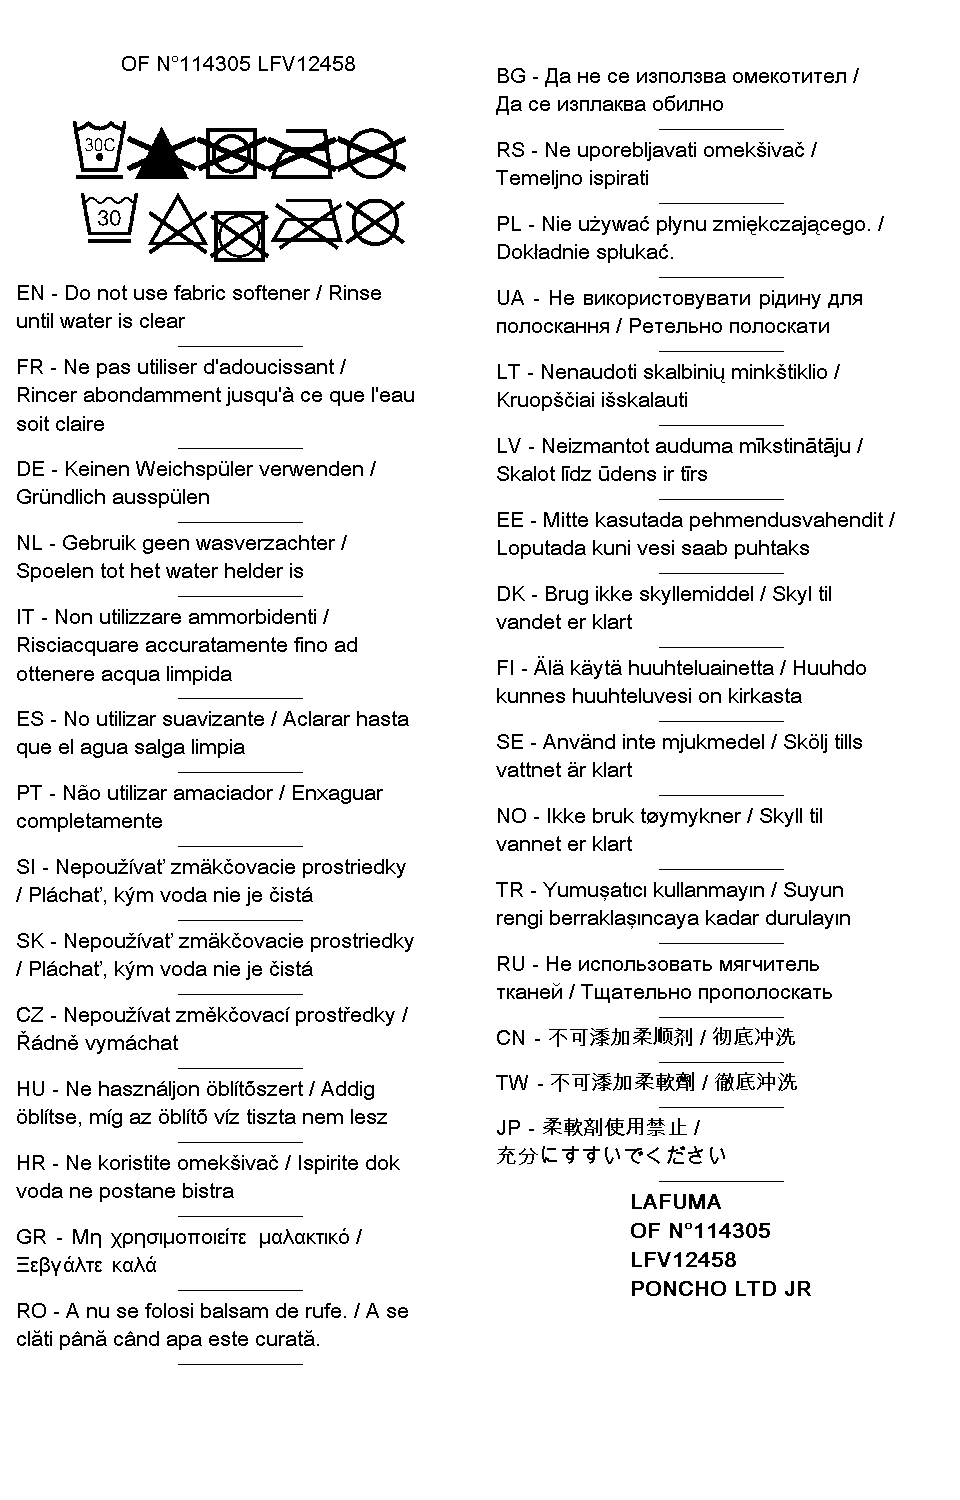 OF N°114305 LFV12458
30C
30
EN - Do not use fabric softener / Rinse
until water is clear
FR - Ne pas utiliser d'adoucissant /
Rincer abondamment jusqu'à ce que l'eau
soit claire
DE - Keinen Weichspüler verwenden /
Gründlich ausspülen
NL - Gebruik geen wasverzachter /
Spoelen tot het water helder is
IT - Non utilizzare ammorbidenti /
Risciacquare accuratamente fino ad
ottenere acqua limpida
ES - No utilizar suavizante / Aclarar hasta
que el agua salga limpia
PT - Não utilizar amaciador / Enxaguar
completamente
SI - Nepoužívať zmäkčovacie prostriedky
/ Pláchať, kým voda nie je čistá
SK - Nepoužívať zmäkčovacie prostriedky
/ Pláchať, kým voda nie je čistá
CZ - Nepoužívat změkčovací prostředky /
Řádně vymáchat
HU - Ne használjon öblítőszert / Addig
öblítse, míg az öblítő víz tiszta nem lesz
HR - Ne koristite omekšivač / Ispirite dok
voda ne postane bistra
GR - Μη χρησιμοποιείτε μαλακτικό /
Ξεβγάλτε καλά
RO - A nu se folosi balsam de rufe. / A se
clăti până când apa este curată.
BG - Да не се използва омекотител /
Да се изплаква обилно
RS - Ne uporebljavati omekšivač /
Temeljno ispirati
PL - Nie używać płynu zmiękczającego. /
Dokładnie spłukać.
UA - Не використовувати рідину для
полоскання / Ретельно полоскати
LT - Nenaudoti skalbinių minkštiklio /
Kruopščiai išskalauti
LV - Neizmantot auduma mīkstinātāju /
Skalot līdz ūdens ir tīrs
EE - Mitte kasutada pehmendusvahendit /
Loputada kuni vesi saab puhtaks
DK - Brug ikke skyllemiddel / Skyl til
vandet er klart
FI - Älä käytä huuhteluainetta / Huuhdo
kunnes huuhteluvesi on kirkasta
SE - Använd inte mjukmedel / Skölj tills
vattnet är klart
NO - Ikke bruk tøymykner / Skyll til
vannet er klart
TR - Yumuşatıcı kullanmayın / Suyun
rengi berraklaşıncaya kadar durulayın
RU - Не использовать мягчитель
тканей / Тщательно прополоскать
CN - 不可漆加柔顺剂 / 彻底冲洗
TW - 不可漆加柔軟劑 / 徹底沖洗
JP - 柔軟剤使用禁止 /
充分にすすいでください
LAFUMA
OF N°114305
LFV12458
PONCHO LTD JR